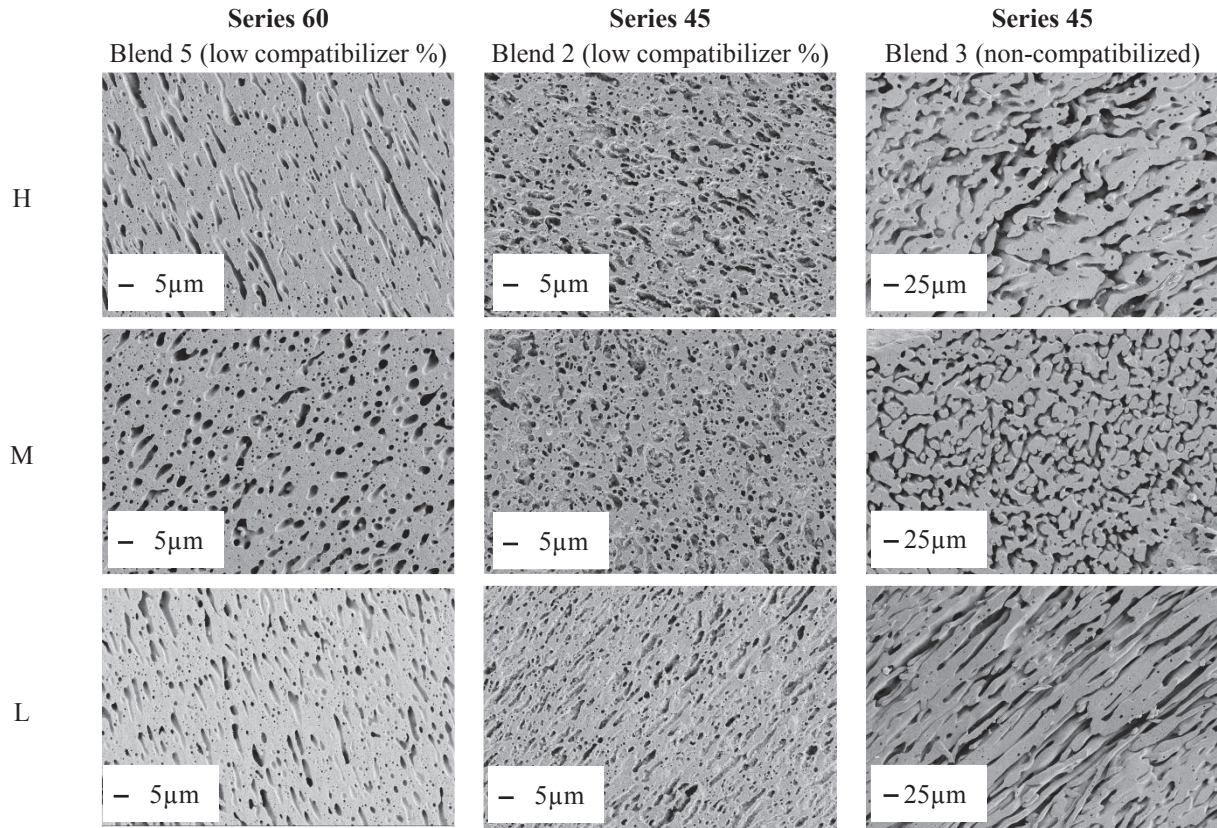 Series 60
Blend 5 (low compatibilizer %)
Series 45
Blend 2 (low compatibilizer %)
Series 45
Blend 3 (non-compatibilized)
H
5µm
5µm
25µm
M
5µm
5µm
25µm
L
5µm
5µm
25µm